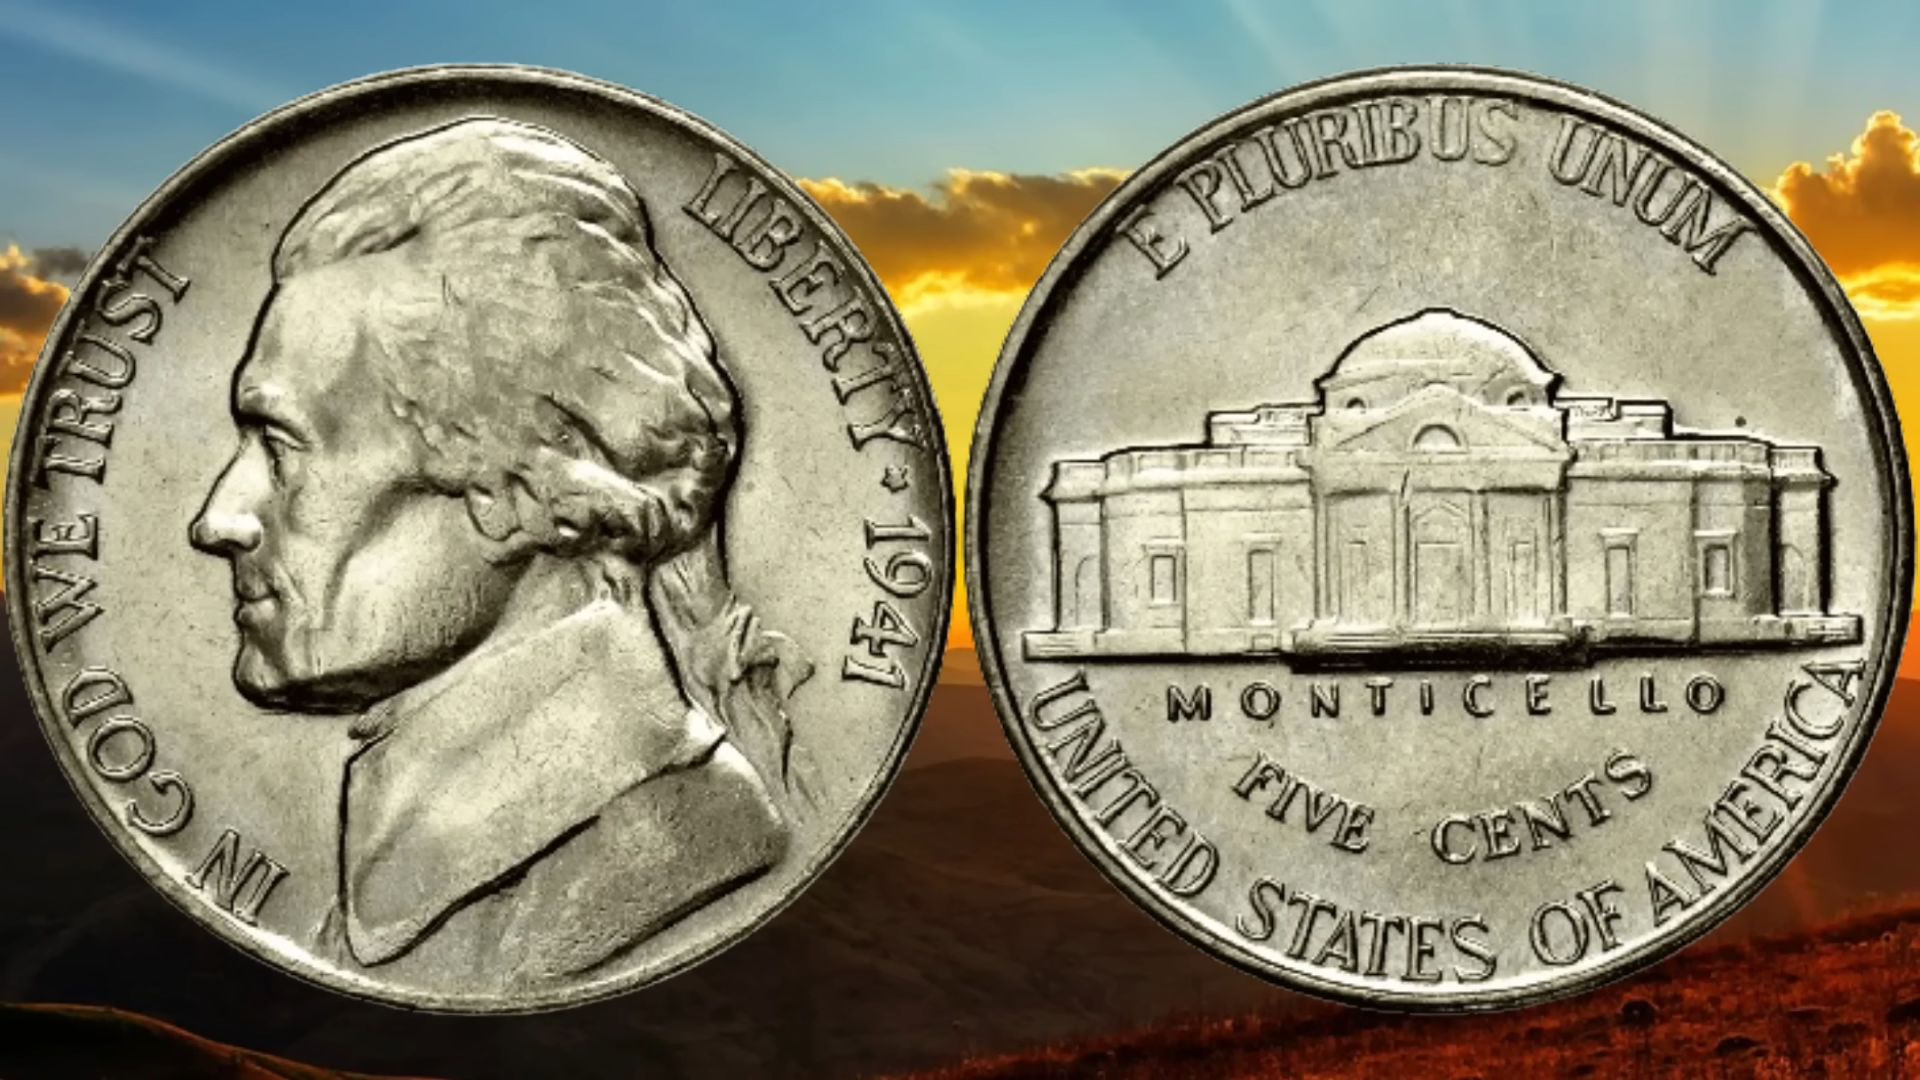 IN GOD WE TRUST
LIBERTY ★ 1941
E PLURIBUS UNUM
MONTICELLO
FIVE CENTS
UNITED STATES OF AMERICA